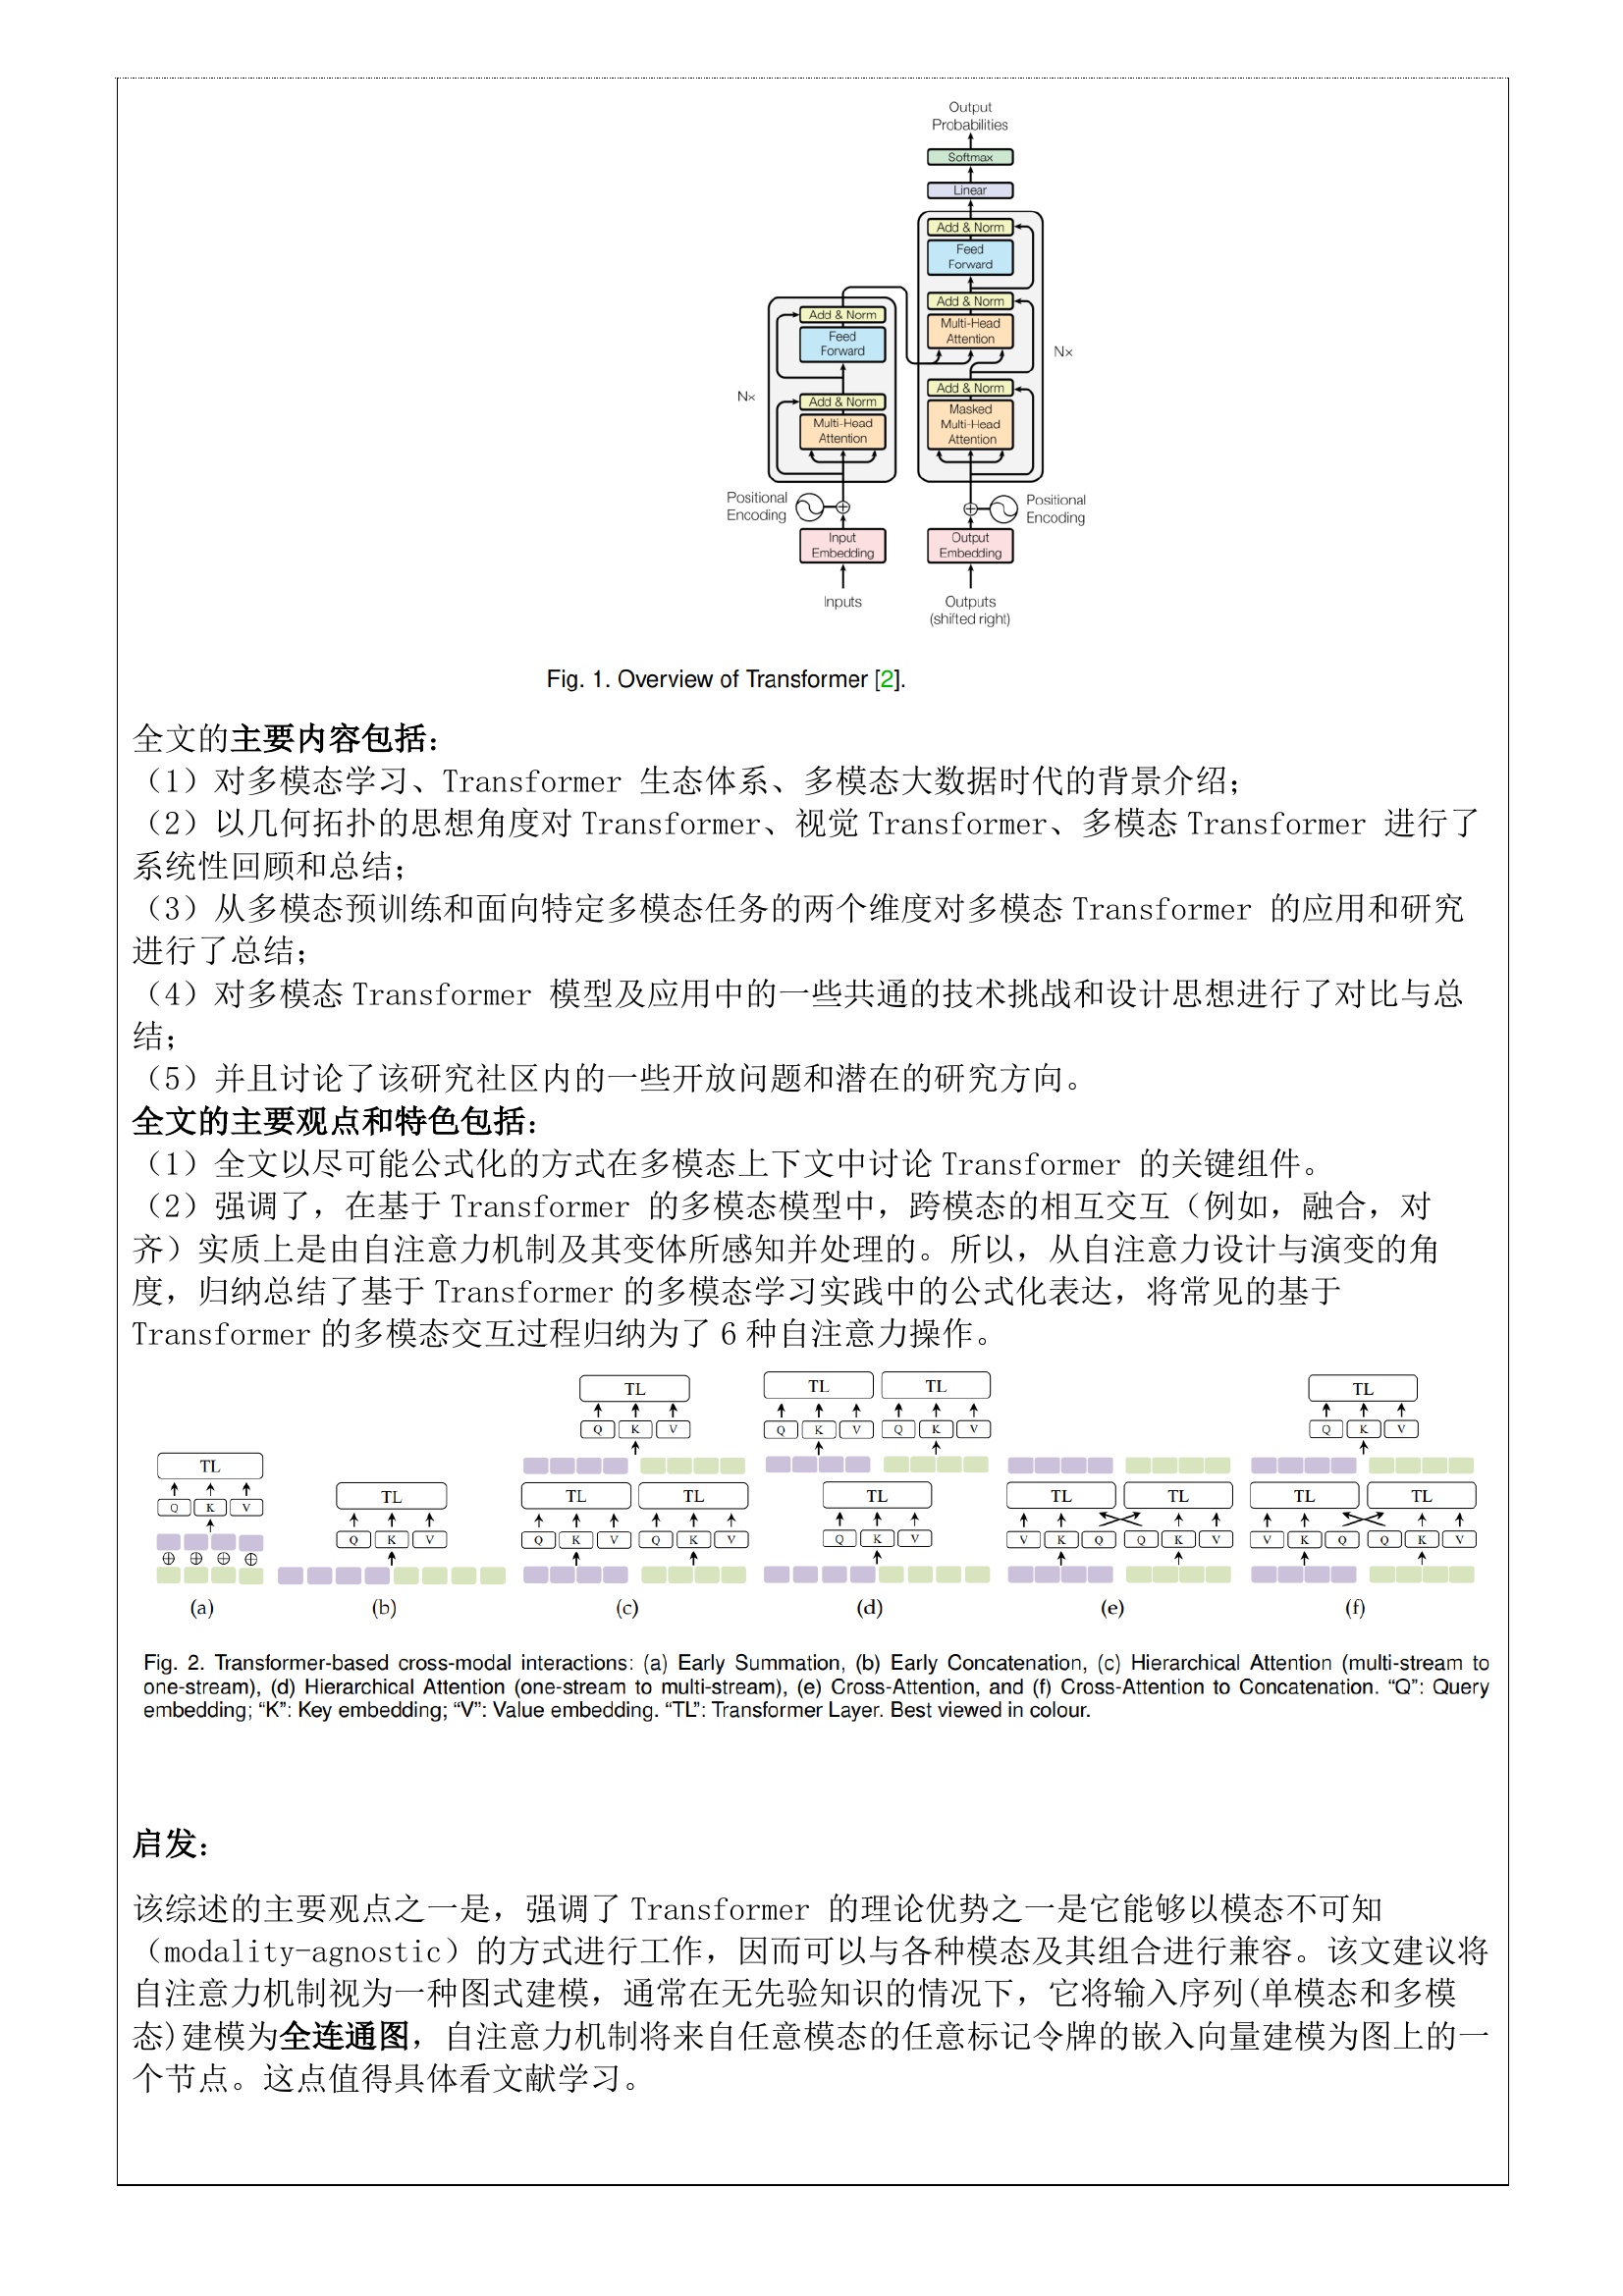 Output
Probabilities
Softmax
Linear
Add & Norm
Feed
Forward
Add & Norm
Multi-Head
Attention
Add & Norm
Masked
Multi-Head
Attention
Nx
Add & Norm
Feed
Forward
Add & Norm
Multi-Head
Attention
Nx
Positional
Encoding
Positional
Encoding
Input
Embedding
Output
Embedding
Inputs
Outputs
(shifted right)
Fig. 1. Overview of Transformer [2].
全文的主要内容包括：
（1）对多模态学习、Transformer 生态体系、多模态大数据时代的背景介绍；
（2）以几何拓扑的思想角度对 Transformer、视觉 Transformer、多模态 Transformer 进行了
系统性回顾和总结；
（3）从多模态预训练和面向特定多模态任务的两个维度对多模态 Transformer 的应用和研究
进行了总结；
（4）对多模态 Transformer 模型及应用中的一些共通的技术挑战和设计思想进行了对比与总
结；
（5）并且讨论了该研究社区内的一些开放问题和潜在的研究方向。
全文的主要观点和特色包括：
（1）全文以尽可能公式化的方式在多模态上下文中讨论 Transformer 的关键组件。
（2）强调了，在基于 Transformer 的多模态模型中，跨模态的相互交互（例如，融合，对
齐）实质上是由自注意力机制及其变体所感知并处理的。所以，从自注意力设计与演变的角
度，归纳总结了基于 Transformer 的多模态学习实践中的公式化表达，将常见的基于
Transformer 的多模态交互过程归纳为了 6 种自注意力操作。
TL
Q K V
(a)
TL
Q K V
(b)
TL
Q K V
TL TL
Q K V Q K V
(c)
TL TL
Q K V Q K V
TL
Q K V
(d)
TL TL
V K Q Q K V
(e)
TL
Q K V
TL TL
V K Q Q K V
(f)
Fig. 2. Transformer-based cross-modal interactions: (a) Early Summation, (b) Early Concatenation, (c) Hierarchical Attention (multi-stream to
one-stream), (d) Hierarchical Attention (one-stream to multi-stream), (e) Cross-Attention, and (f) Cross-Attention to Concatenation. “Q”: Query
embedding; “K”: Key embedding; “V”: Value embedding. “TL”: Transformer Layer. Best viewed in colour.
启发：
该综述的主要观点之一是，强调了 Transformer 的理论优势之一是它能够以模态不可知
（modality-agnostic）的方式进行工作，因而可以与各种模态及其组合进行兼容。该文建议将
自注意力机制视为一种图式建模，通常在无先验知识的情况下，它将输入序列(单模态和多模
态)建模为全连通图，自注意力机制将来自任意模态的任意标记令牌的嵌入向量建模为图上的一
个节点。这点值得具体看文献学习。